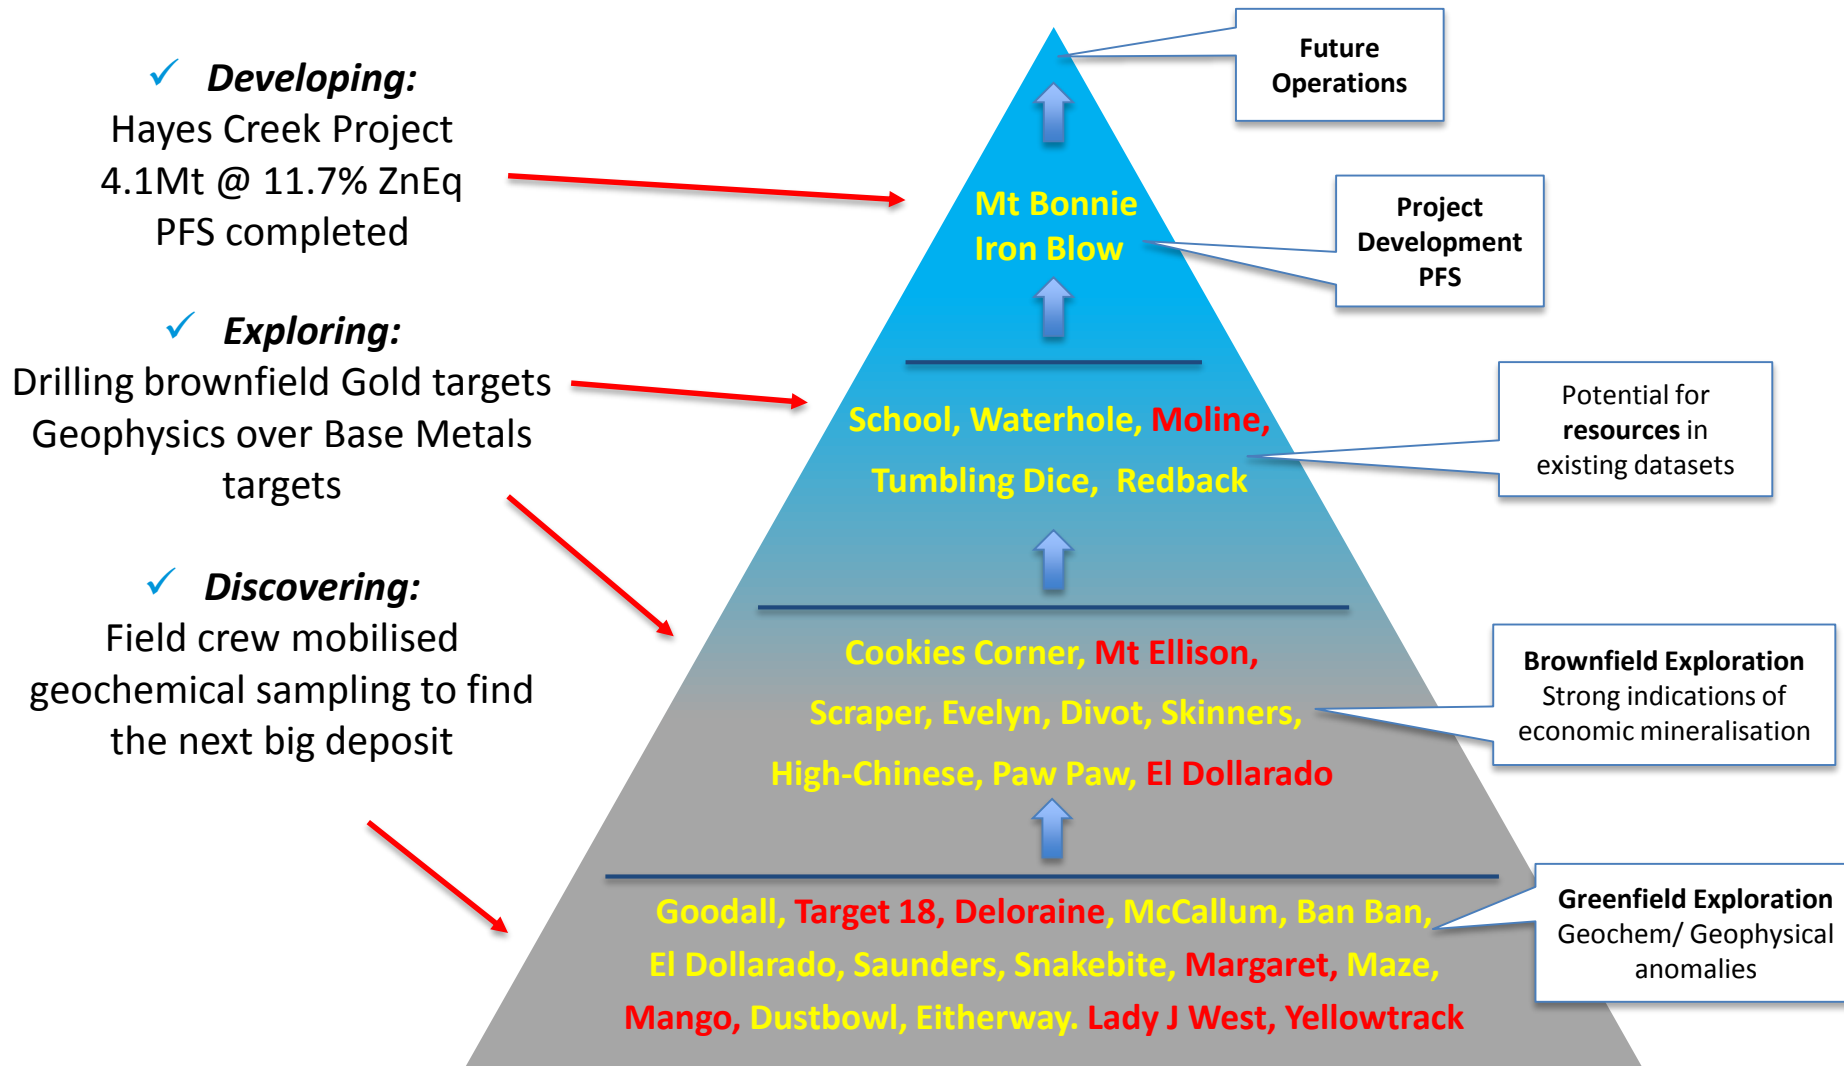 ✓ Developing:
Hayes Creek Project
4.1Mt @ 11.7% ZnEq
PFS completed
✓ Exploring:
Drilling brownfield Gold targets
Geophysics over Base Metals
targets
✓ Discovering:
Field crew mobilised
geochemical sampling to find
the next big deposit
Future
Operations
Mt Bonnie
Iron Blow
Project
Development
PFS
School, Waterhole, Moline,
Tumbling Dice, Redback
Potential for
resources in
existing datasets
Cookies Corner, Mt Ellison,
Scraper, Evelyn, Divot, Skinners,
High-Chinese, Paw Paw, El Dollarado
Brownfield Exploration
Strong indications of
economic mineralisation
Goodall, Target 18, Deloraine, McCallum, Ban Ban,
El Dollarado, Saunders, Snakebite, Margaret, Maze,
Mango, Dustbowl, Eitherway. Lady J West, Yellowtrack
Greenfield Exploration
Geochem/ Geophysical
anomalies